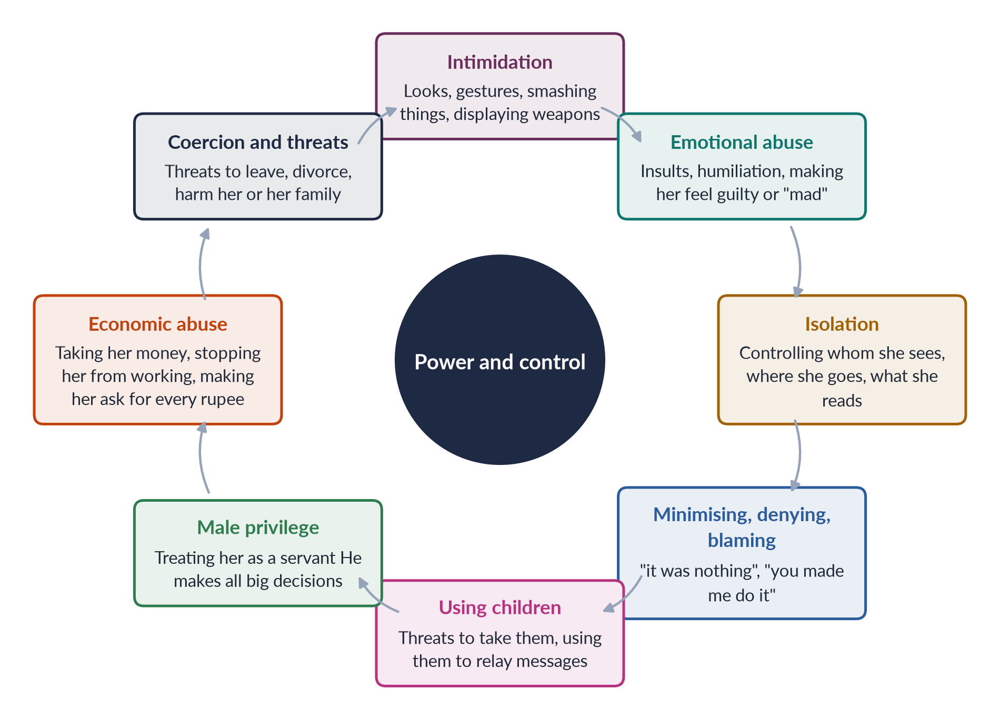 Intimidation
Looks, gestures, smashing
things, displaying weapons
Emotional abuse
Insults, humiliation, making
her feel guilty or "mad"
Isolation
Controlling whom she sees,
where she goes, what she
reads
Minimising, denying,
blaming
"it was nothing", "you made
me do it"
Using children
Threats to take them, using
them to relay messages
Male privilege
Treating her as a servant He
makes all big decisions
Economic abuse
Taking her money, stopping
her from working, making
her ask for every rupee
Coercion and threats
Threats to leave, divorce,
harm her or her family
Power and control